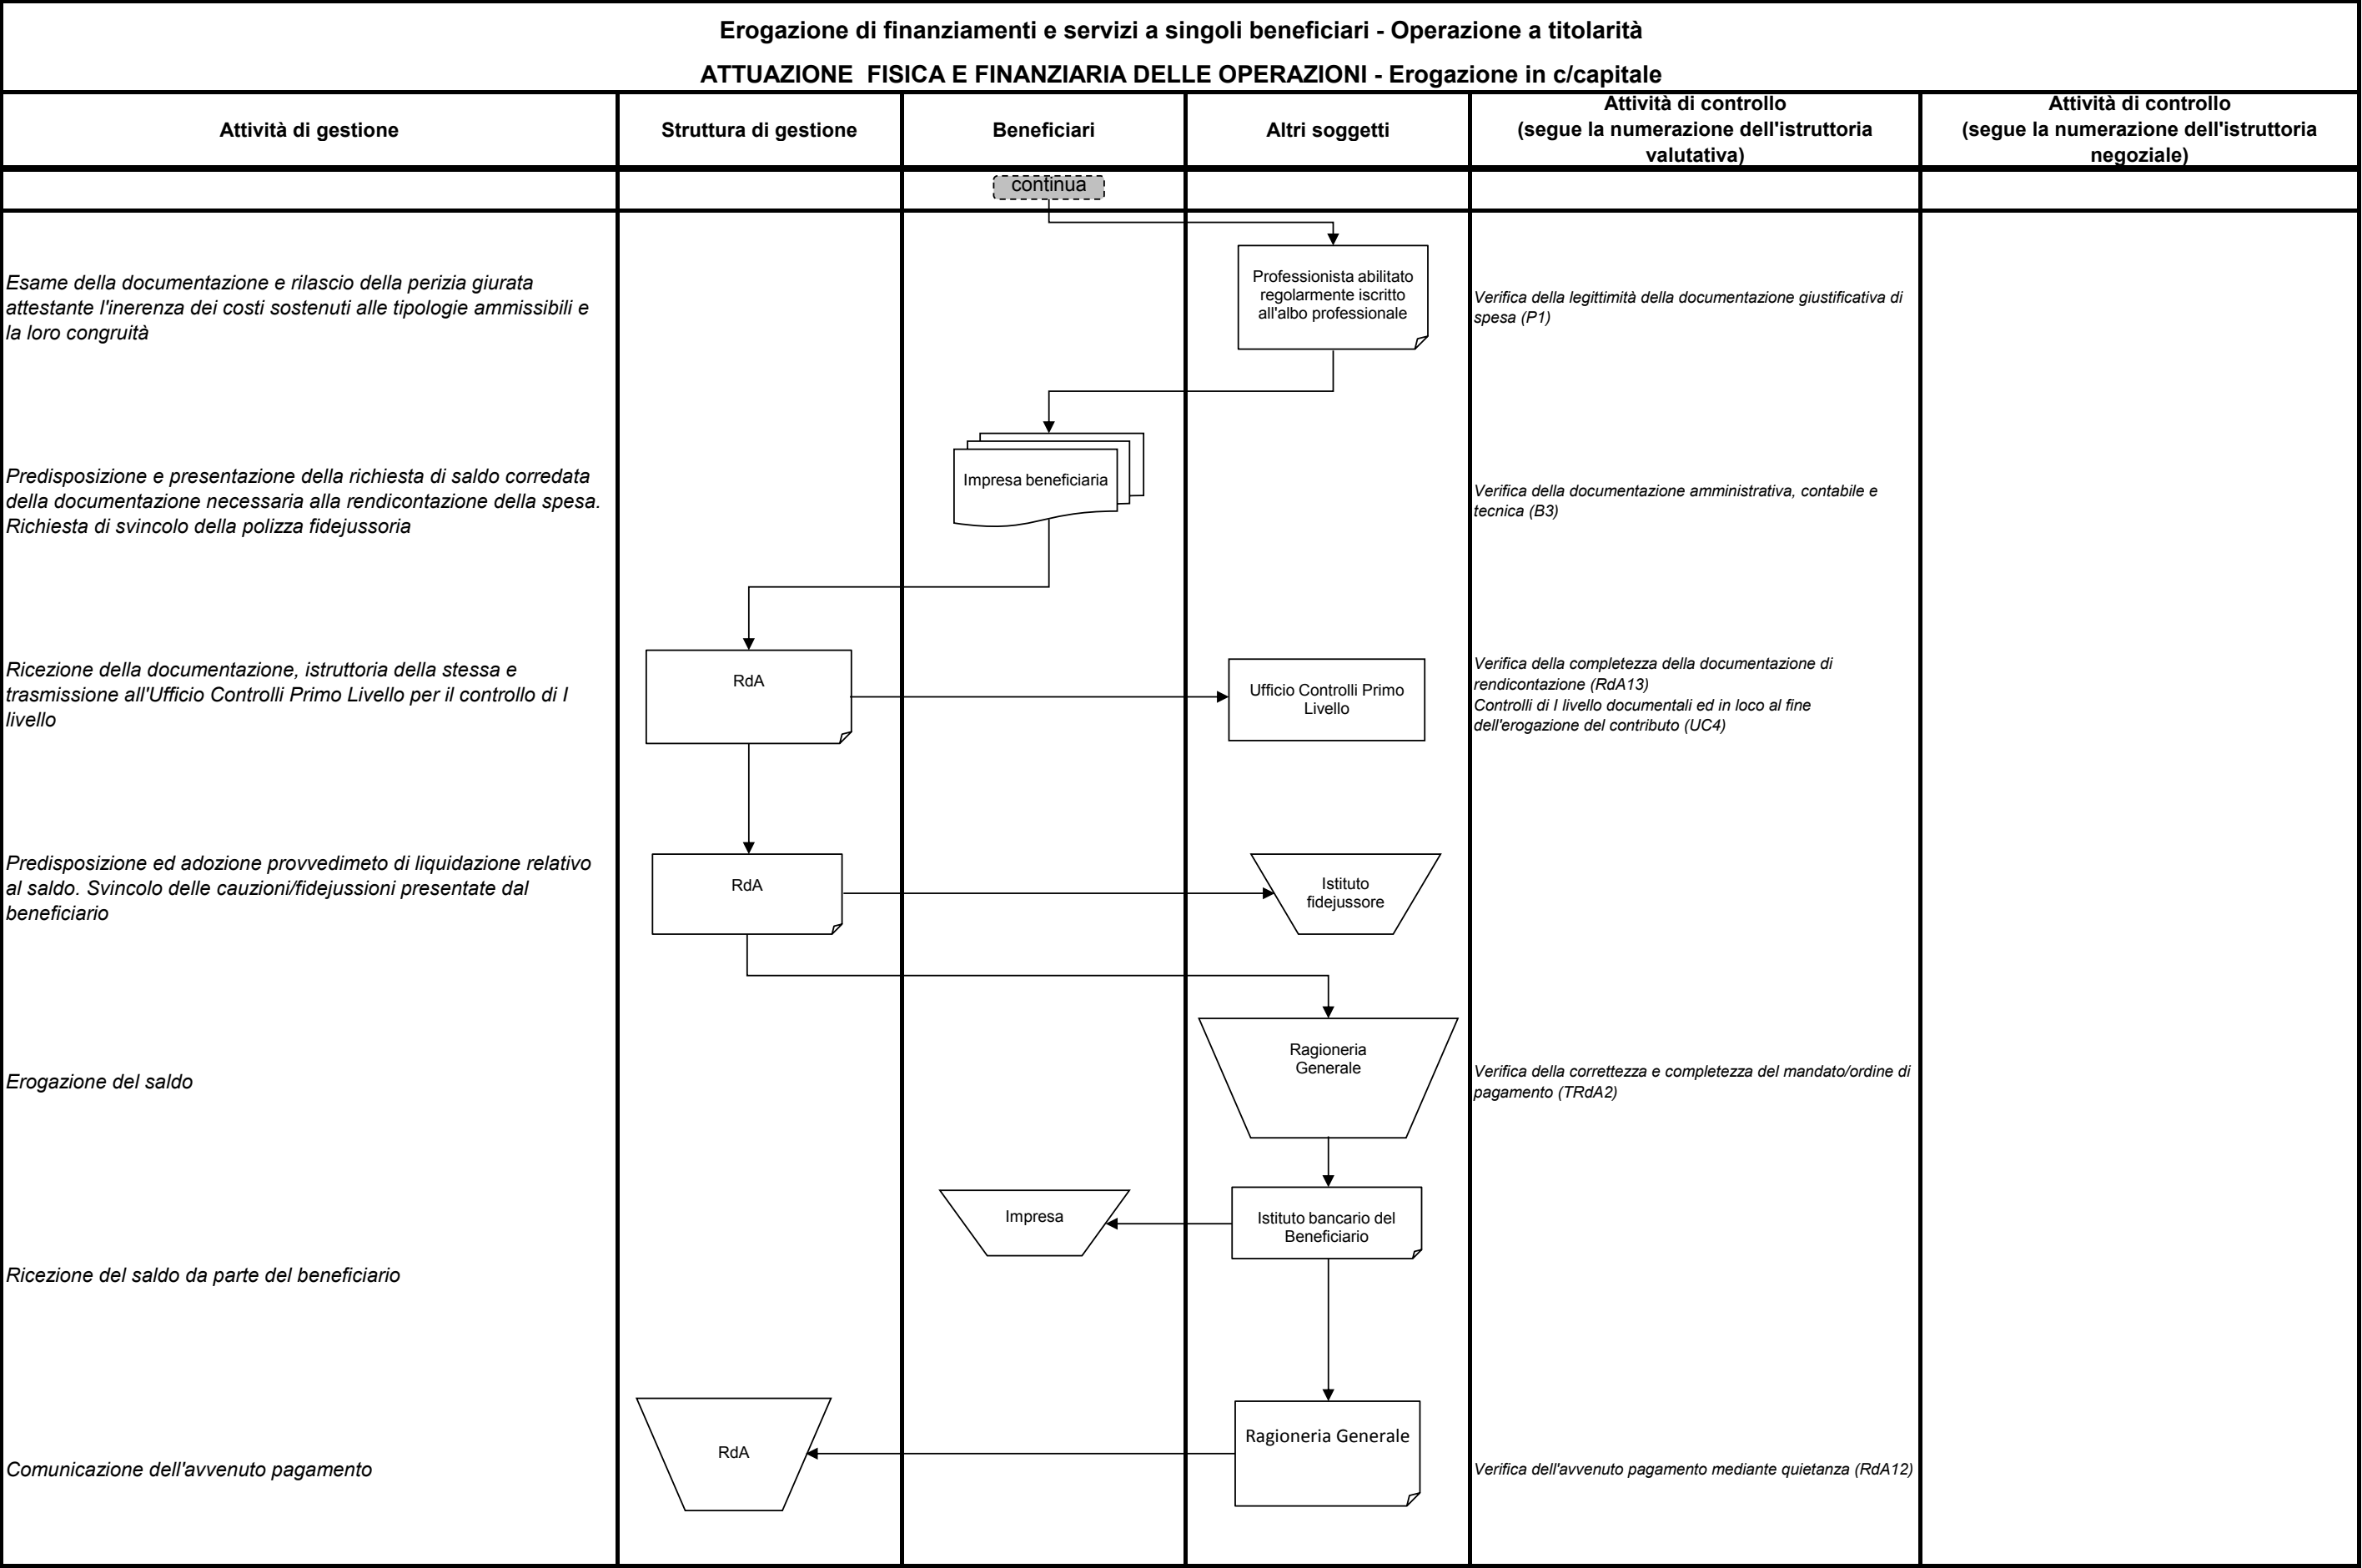 Erogazione di finanziamenti e servizi a singoli beneficiari - Operazione a titolarità
ATTUAZIONE FISICA E FINANZIARIA DELLE OPERAZIONI - Erogazione in c/capitale
Attività di gestione
Struttura di gestione
Beneficiari
Altri soggetti
Attività di controllo
(segue la numerazione dell'istruttoria
valutativa)
Attività di controllo
(segue la numerazione dell'istruttoria
negoziale)
continua
Esame della documentazione e rilascio della perizia giurata
attestante l'inerenza dei costi sostenuti alle tipologie ammissibili e
la loro congruità
Professionista abilitato
regolarmente iscritto
all'albo professionale
Verifica della legittimità della documentazione giustificativa di
spesa (P1)
Predisposizione e presentazione della richiesta di saldo corredata
della documentazione necessaria alla rendicontazione della spesa.
Richiesta di svincolo della polizza fidejussoria
Impresa beneficiaria
Verifica della documentazione amministrativa, contabile e
tecnica (B3)
Ricezione della documentazione, istruttoria della stessa e
trasmissione all'Ufficio Controlli Primo Livello per il controllo di I
livello
RdA
Ufficio Controlli Primo
Livello
Verifica della completezza della documentazione di
rendicontazione (RdA13)
Controlli di I livello documentali ed in loco al fine
dell'erogazione del contributo (UC4)
Predisposizione ed adozione provvedimeto di liquidazione relativo
al saldo. Svincolo delle cauzioni/fidejussioni presentate dal
beneficiario
RdA
Istituto
fidejussore
Erogazione del saldo
Ragioneria
Generale
Verifica della correttezza e completezza del mandato/ordine di
pagamento (TRdA2)
Ricezione del saldo da parte del beneficiario
Impresa
Istituto bancario del
Beneficiario
Comunicazione dell'avvenuto pagamento
RdA
Ragioneria Generale
Verifica dell'avvenuto pagamento mediante quietanza (RdA12)